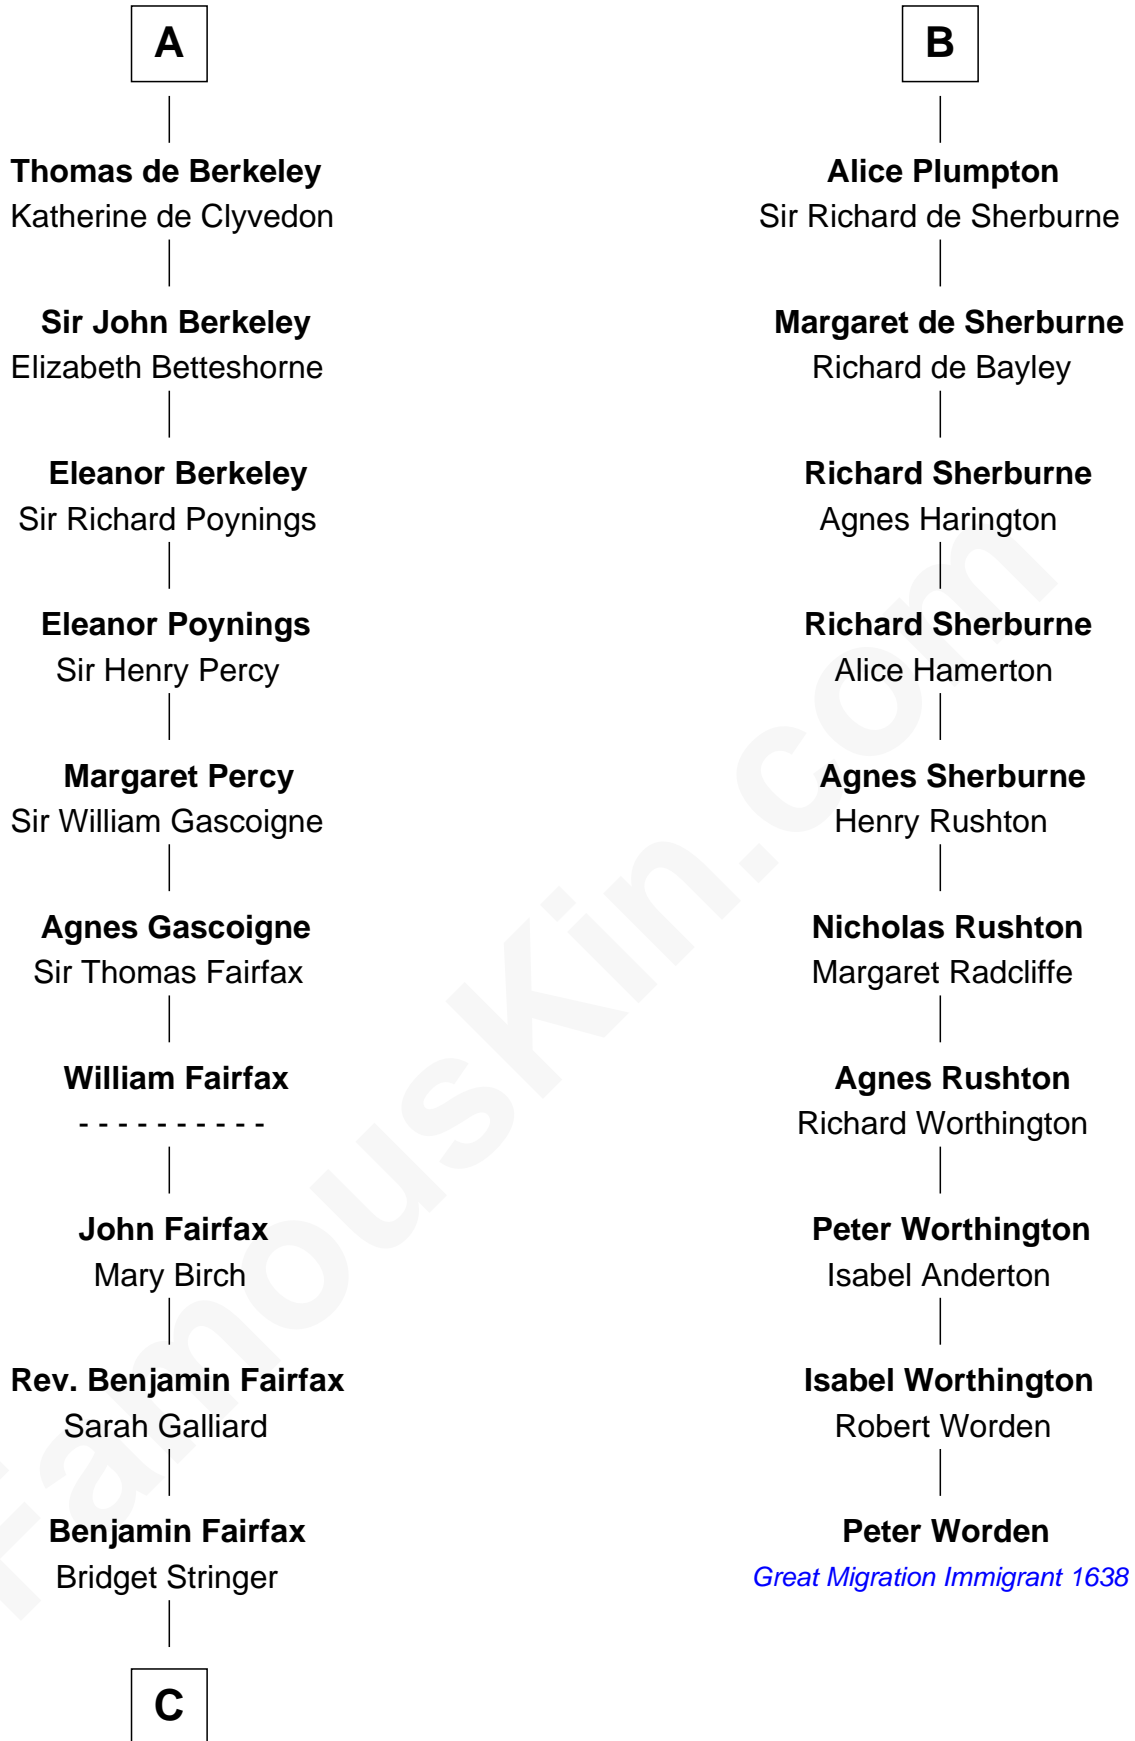 A
Thomas de Berkeley
Katherine de Clyvedon
Sir John Berkeley
Elizabeth Betteshorne
Eleanor Berkeley
Sir Richard Poynings
Eleanor Poynings
Sir Henry Percy
Margaret Percy
Sir William Gascoigne
Agnes Gascoigne
Sir Thomas Fairfax
William Fairfax
- - - - - - - - - -
John Fairfax
Mary Birch
Rev. Benjamin Fairfax
Sarah Galliard
Benjamin Fairfax
Bridget Stringer
C
B
Alice Plumpton
Sir Richard de Sherburne
Margaret de Sherburne
Richard de Bayley
Richard Sherburne
Agnes Harington
Richard Sherburne
Alice Hamerton
Agnes Sherburne
Henry Rushton
Nicholas Rushton
Margaret Radcliffe
Agnes Rushton
Richard Worthington
Peter Worthington
Isabel Anderton
Isabel Worthington
Robert Worden
Peter Worden
Great Migration Immigrant 1638
FamousKin.com